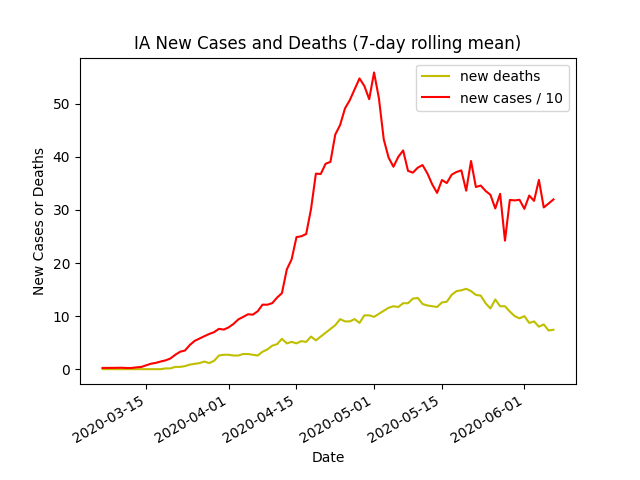 IA New Cases and Deaths (7-day rolling mean)
new deaths
new cases / 10
New Cases or Deaths
50
40
30
20
10
0
2020-03-15
2020-04-01
2020-04-15
2020-05-01
2020-05-15
2020-06-01
Date